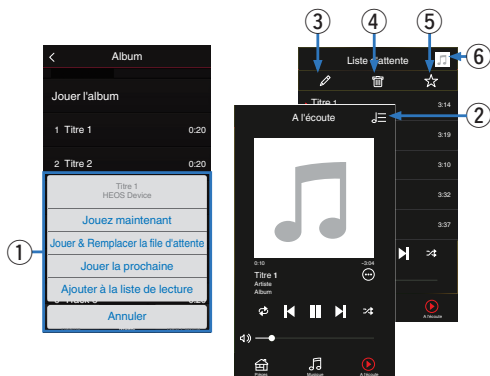 ③
④
⑤
⑥
②
①
Album
Jouer l'album
1 Titre 1 0:20
2 Titre 2 0:20
Titre 1
HEOS Device
Jouez maintenant
Jouer & Remplacer la file d'attente
Jouer la prochaine
Ajouter à la liste de lecture
Annuler
A l'écoute
0:10 -3:04
Titre 1
Artiste
Album
Pièces Musique A l'écoute
Liste d'attente
Titre 1 3:14
3:19
3:10
3:32
3:37
A l'écoute